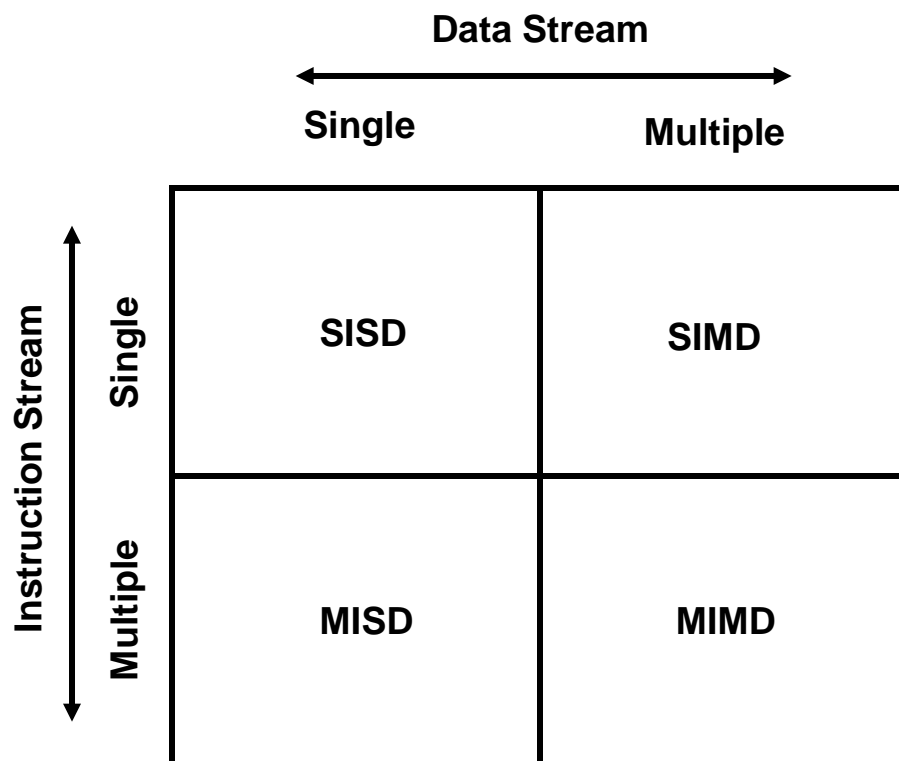 Data Stream
Single
Multiple
Instruction Stream
Single
SISD
SIMD
Multiple
MISD
MIMD